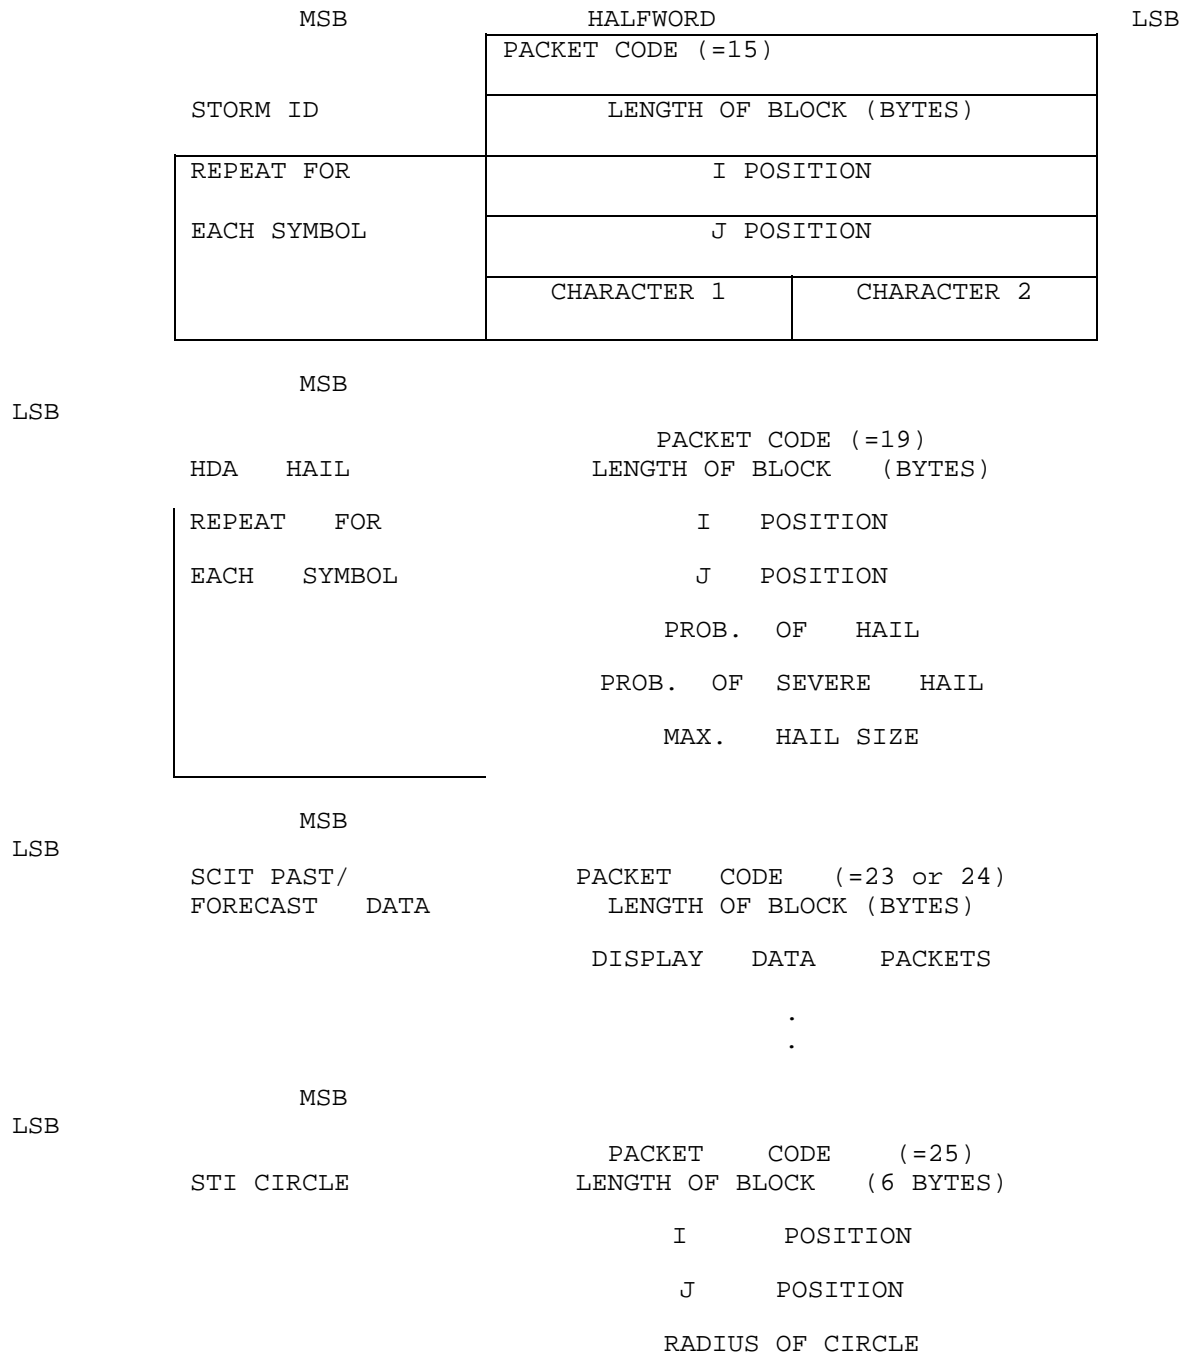 MSB HALFWORD LSB
PACKET CODE (=15)
STORM ID LENGTH OF BLOCK (BYTES)
REPEAT FOR I POSITION
EACH SYMBOL J POSITION
CHARACTER 1 CHARACTER 2
MSB
LSB
PACKET CODE (=19)
HDA HAIL LENGTH OF BLOCK (BYTES)
REPEAT FOR I POSITION
EACH SYMBOL J POSITION
PROB. OF HAIL
PROB. OF SEVERE HAIL
MAX. HAIL SIZE
MSB
LSB
SCIT PAST/ PACKET CODE (=23 or 24)
FORECAST DATA LENGTH OF BLOCK (BYTES)
DISPLAY DATA PACKETS
.
.
MSB
LSB
PACKET CODE (=25)
STI CIRCLE LENGTH OF BLOCK (6 BYTES)
I POSITION
J POSITION
RADIUS OF CIRCLE